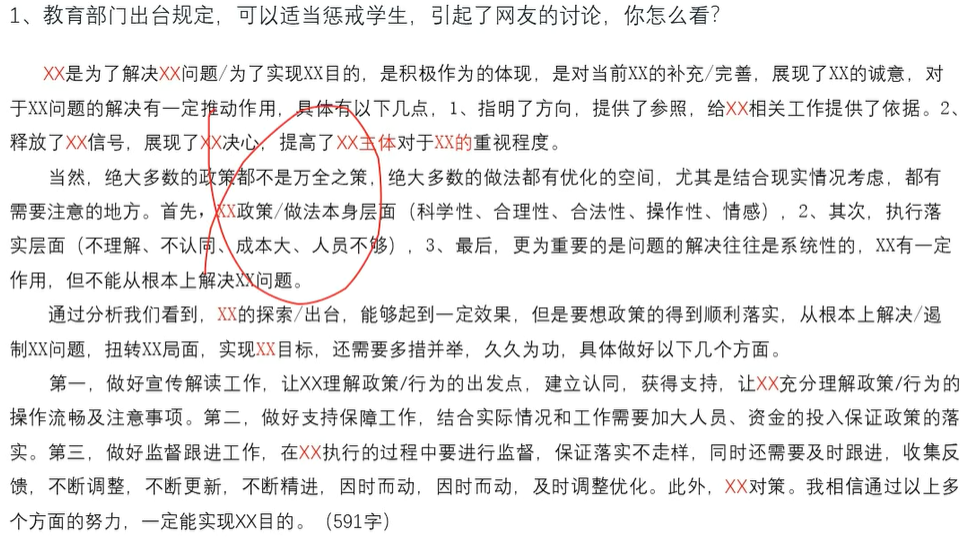 1、教育部门出台规定，可以适当惩戒学生，引起了网友的讨论，你怎么看？
XX是为了解决XX问题/为了实现XX目的，是积极作为的体现，是对当前XX的补充/完善，展现了XX的诚意，对
于XX问题的解决有一定推动作用，具体有以下几点，1、指明了方向，提供了参照，给XX相关工作提供了依据。2、
释放了XX信号，展现了XX决心，提高了XX主体对于XX的重视程度。
当然，绝大多数的政策都不是万全之策，绝大多数的做法都有优化的空间，尤其是结合现实情况考虑，都有
需要注意的地方。首先，XX政策/做法本身层面（科学性、合理性、合法性、操作性、情感），2、其次，执行落
实层面（不理解、不认同、成本大、人员不够），3、最后，更为重要的是问题的解决往往是系统性的，XX有一定
作用，但不能从根本上解决XX问题。
通过分析我们看到，XX的探索/出台，能够起到一定效果，但是要想政策的得到顺利落实，从根本上解决/遏
制XX问题，扭转XX局面，实现XX目标，还需要多措并举，久久为功，具体做好以下几个方面。
第一，做好宣传解读工作，让XX理解政策/行为的出发点，建立认同，获得支持，让XX充分理解政策/行为的
操作流畅及注意事项。第二，做好支持保障工作，结合实际情况和工作需要加大人员、资金的投入保证政策的落
实。第三，做好监督跟进工作，在XX执行的过程中要进行监督，保证落实不走样，同时还需要及时跟进，收集反
馈，不断调整，不断更新，不断精进，因时而动，因时而动，及时调整优化。此外，XX对策。我相信通过以上多
个方面的努力，一定能实现XX目的。（591字）